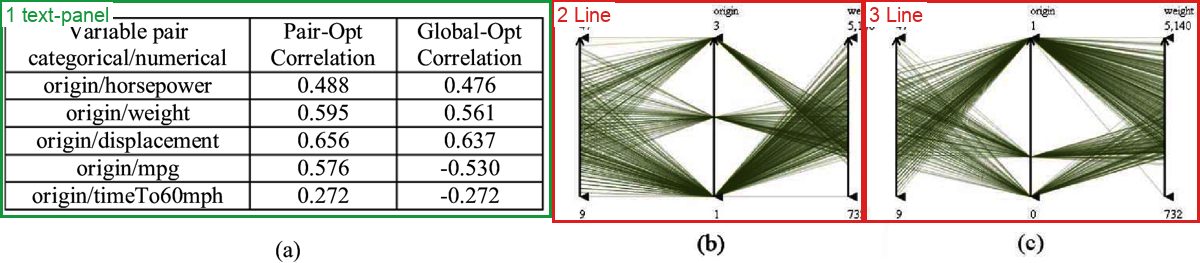 1 text-panel
Variable pair
categorical/numerical
Pair-Opt
Correlation
Global-Opt
Correlation
origin/horsepower 0.488 0.476
origin/weight 0.595 0.561
origin/displacement 0.656 0.637
origin/mpg 0.576 -0.530
origin/timeTo60mph 0.272 -0.272
(a)
2 Line
origin
3
9
1
(b)
3 Line
origin weight
1 5,140
9 0 732
(c)